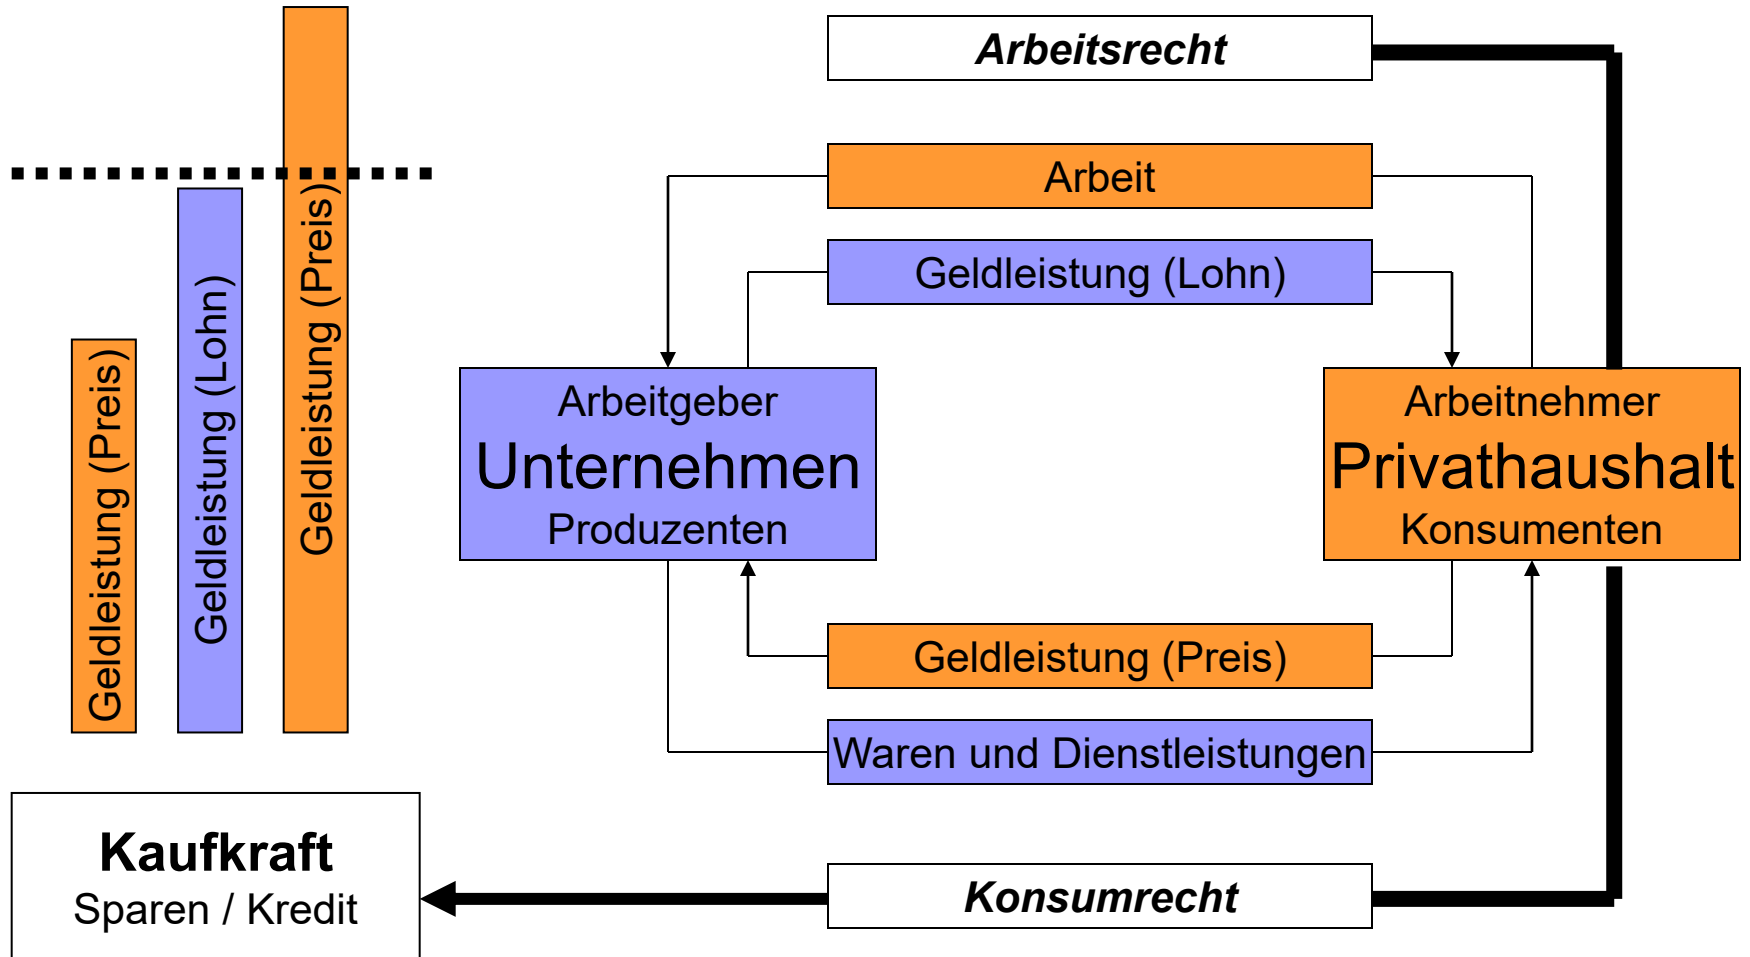 Arbeitsrecht
Arbeit
Geldleistung (Lohn)
Arbeitgeber
Unternehmen
Produzenten
Arbeitnehmer
Privathaushalt
Konsumenten
Geldleistung (Preis)
Waren und Dienstleistungen
Konsumrecht
Geldleistung (Preis)
Geldleistung (Lohn)
Geldleistung (Preis)
Kaufkraft
Sparen / Kredit